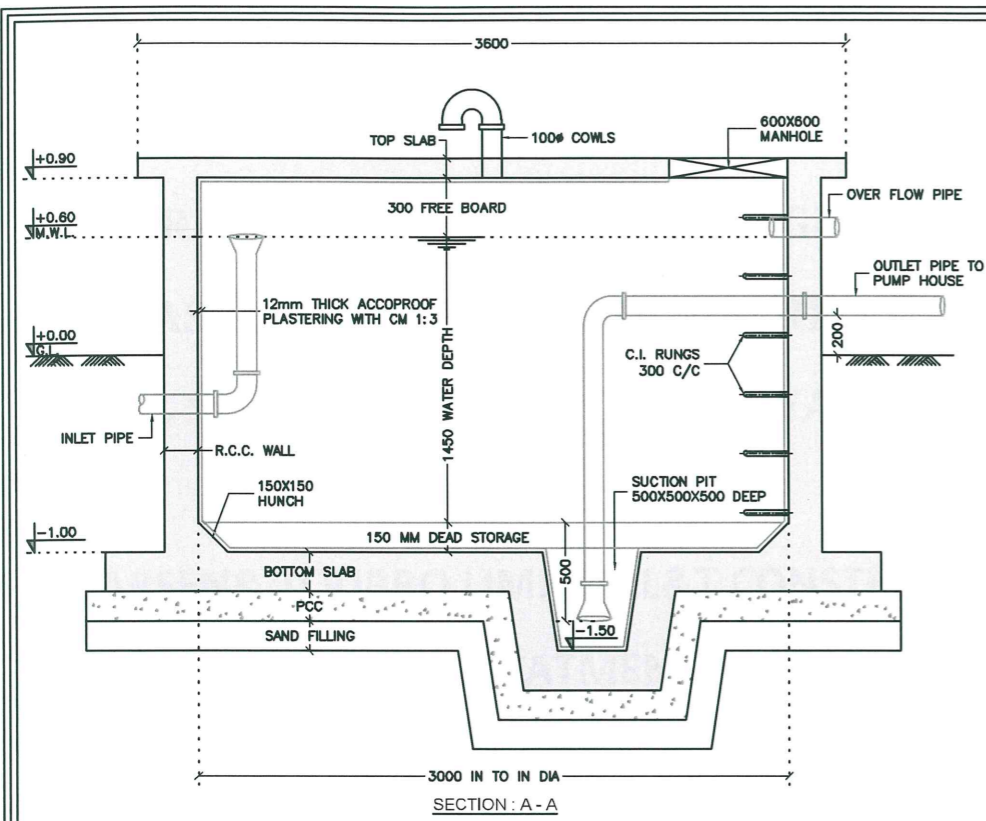 3600
TOP SLAB
100ø COWLS
600X600
MANHOLE
+0.90
300 FREE BOARD
OVER FLOW PIPE
+0.60
M.W.L.
OUTLET PIPE TO
PUMP HOUSE
12mm THICK ACCOPROOF
PLASTERING WITH CM 1:3
+0.00
G.L.
200
C.I. RUNGS
300 C/C
1450 WATER DEPTH
INLET PIPE
R.C.C. WALL
150X150
HUNCH
SUCTION PIT
500X500X500 DEEP
-1.00
150 MM DEAD STORAGE
BOTTOM SLAB
500
PCC
SAND FILLING
-1.50
3000 IN TO IN DIA
SECTION : A - A